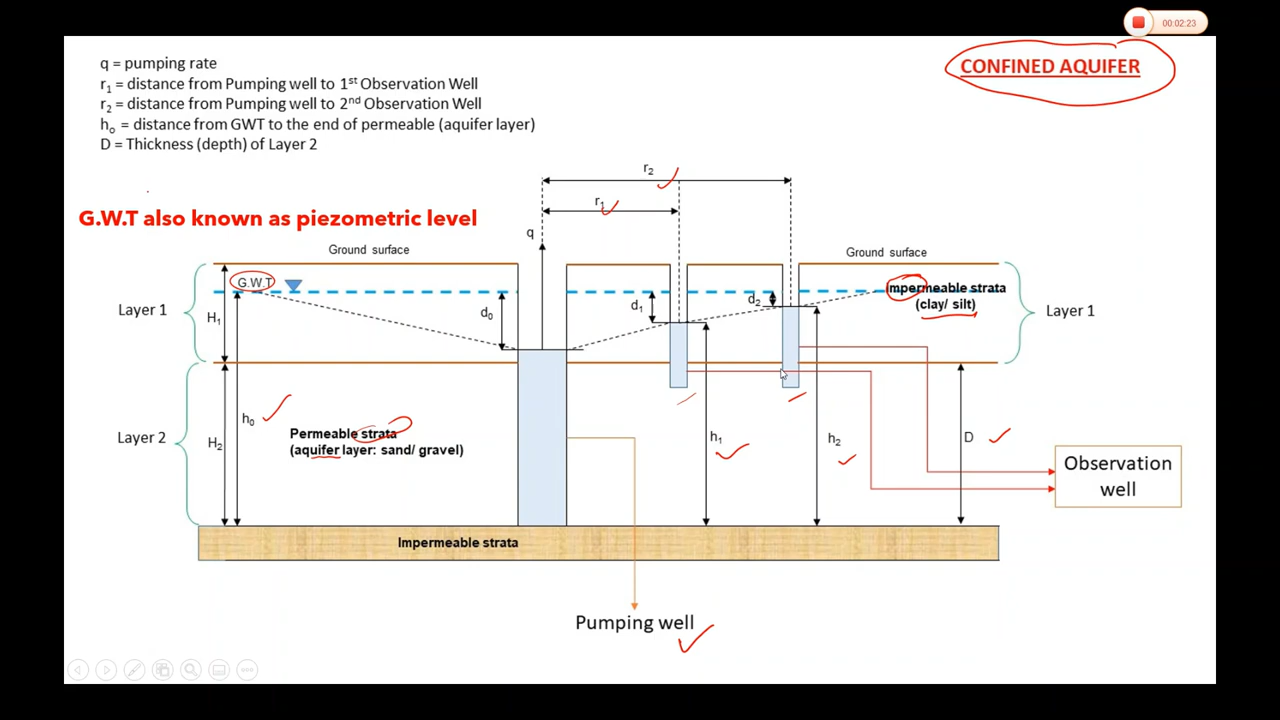 00:02:23
CONFINED AQUIFER
q = pumping rate
r₁ = distance from Pumping well to 1ˢᵗ Observation Well
r₂ = distance from Pumping well to 2ⁿᵈ Observation Well
hₒ = distance from GWT to the end of permeable (aquifer layer)
D = Thickness (depth) of Layer 2
r₂
G.W.T also known as piezometric level
r₁
q
Ground surface
Ground surface
G.W.T
Impermeable strata
(clay/ silt)
Layer 1
H₁
d₀
d₁
d₂
Layer 1
Layer 2
H₂
h₀
Permeable strata
(aquifer layer: sand/ gravel)
h₁
h₂
D
Observation
well
Impermeable strata
Pumping well